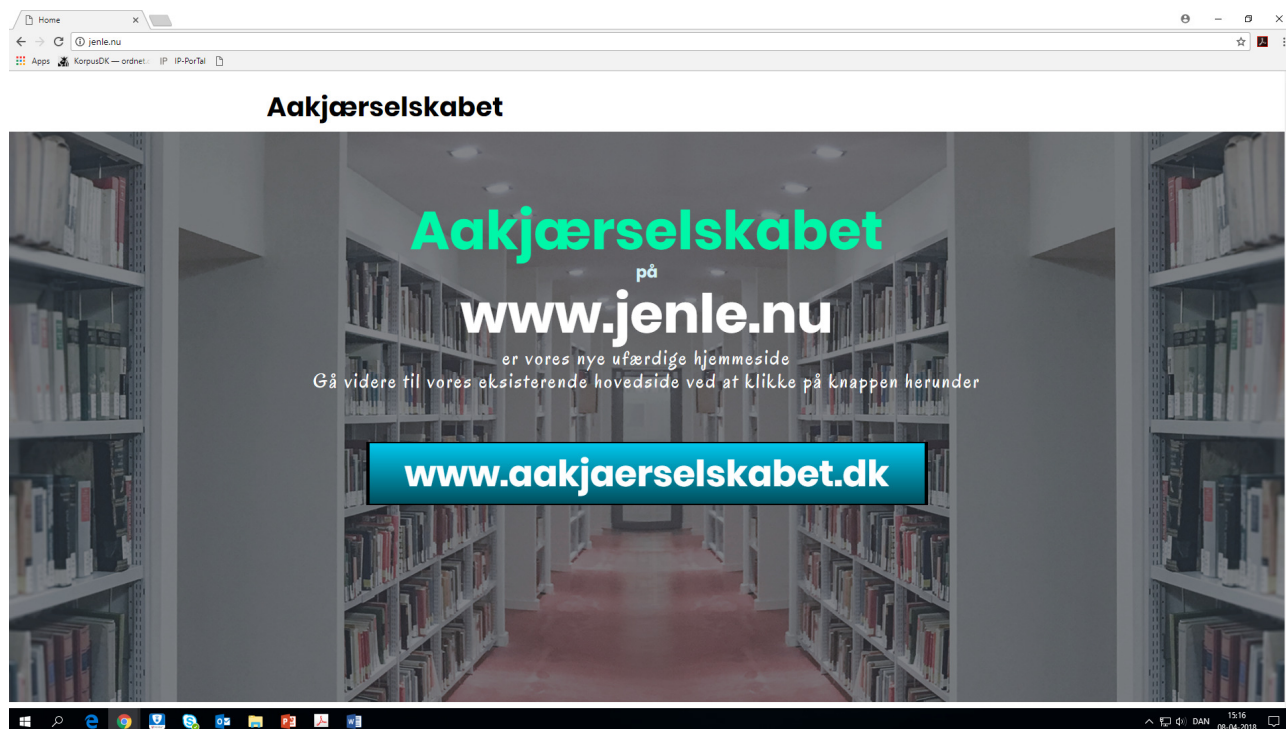 Home
jenle.nu
Apps KorpusDK — ordnet. IP IP-PorTal
Aakjærselskabet
Aakjærselskabet
på
www.jenle.nu
er vores nye ufærdige hjemmeside
Gå videre til vores eksisterende hovedside ved at klikke på knappen herunder
www.aakjaerselskabet.dk
DAN
15:16
08-04-2018